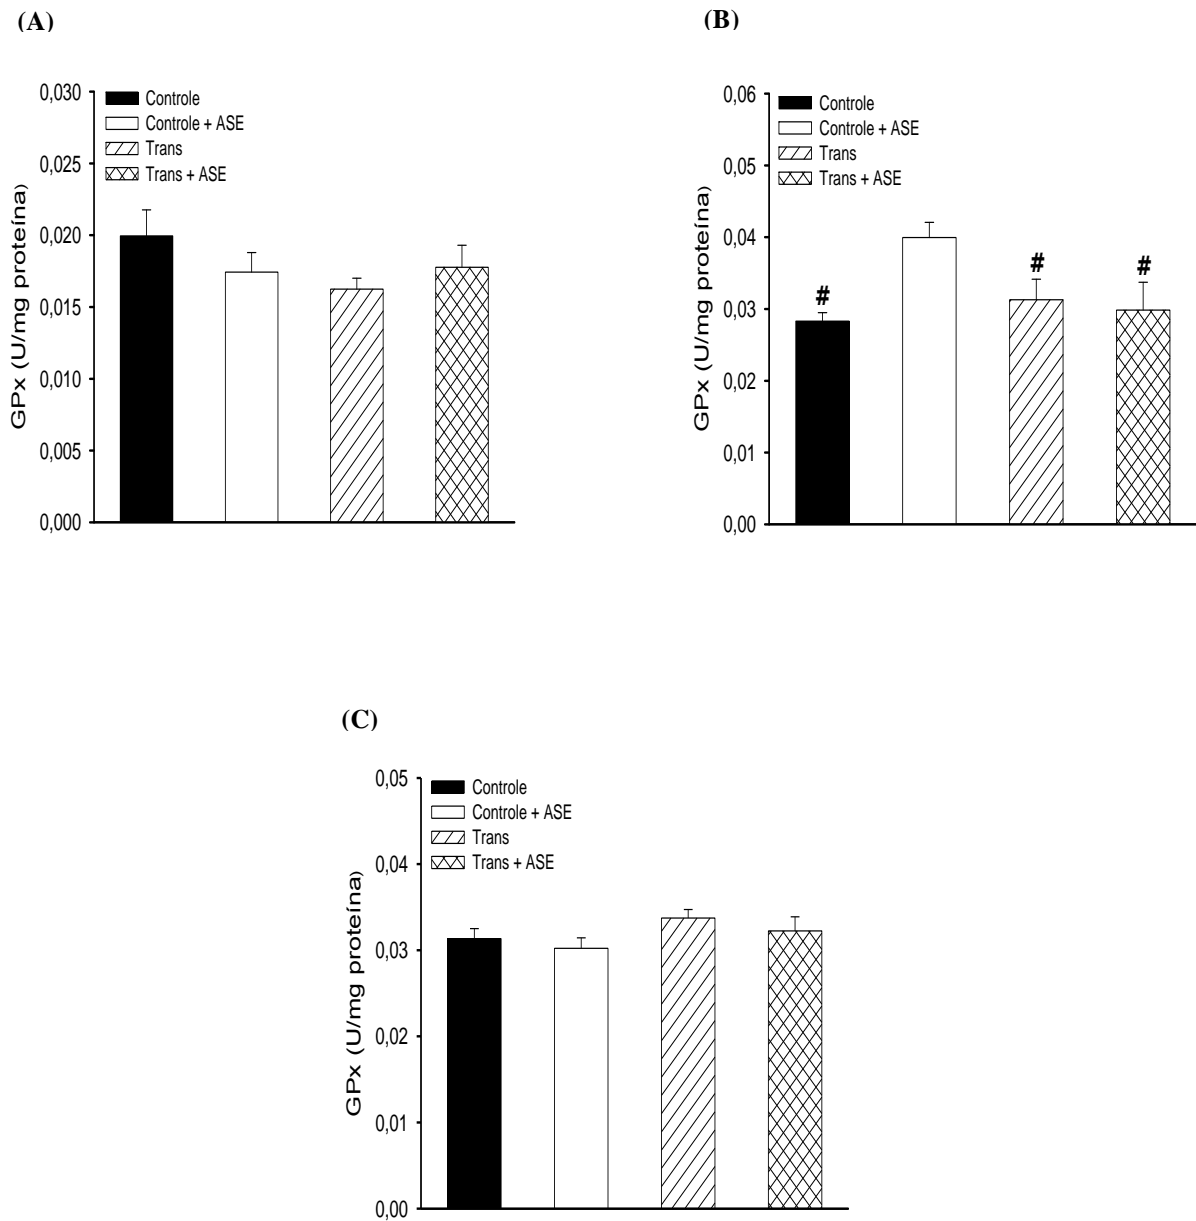 (A)
0,030
0,025
0,020
0,015
0,010
0,005
0,000
GPx (U/mg proteína)
Controle
Controle + ASE
Trans
Trans + ASE
(B)
0,06
0,05
0,04
0,03
0,02
0,01
0,00
GPx (U/mg proteína)
Controle
Controle + ASE
Trans
Trans + ASE
#
#
#
(C)
0,05
0,04
0,03
0,02
0,01
0,00
GPx (U/mg proteína)
Controle
Controle + ASE
Trans
Trans + ASE